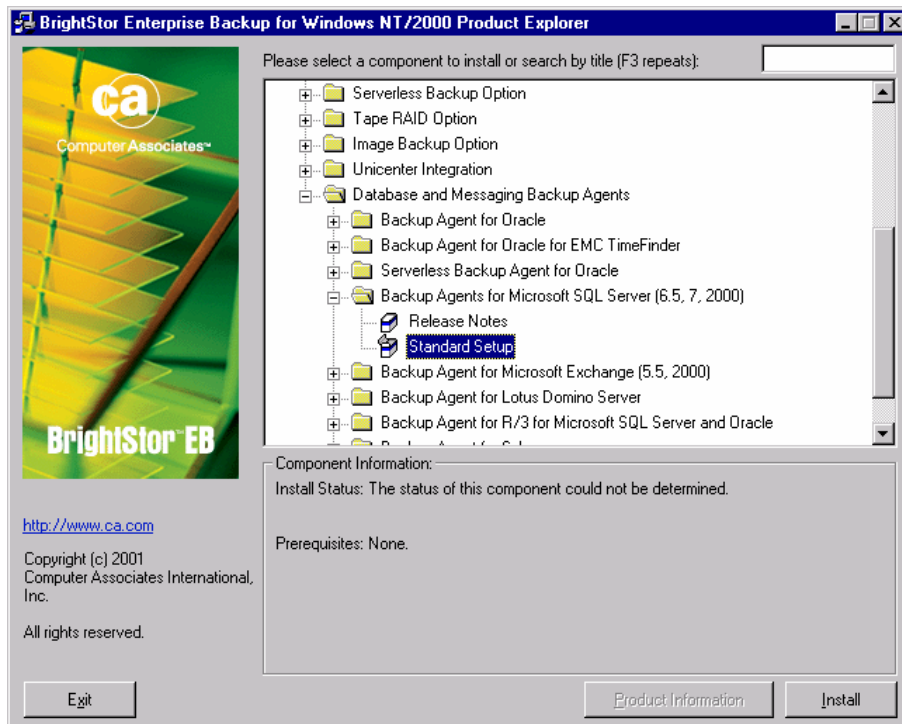 BrightStor Enterprise Backup for Windows NT/2000 Product Explorer
Please select a component to install or search by title (F3 repeats):
ca
Computer Associates™
BrightStor™ EB
Serverless Backup Option
Tape RAID Option
Image Backup Option
Unicenter Integration
Database and Messaging Backup Agents
Backup Agent for Oracle
Backup Agent for Oracle for EMC TimeFinder
Serverless Backup Agent for Oracle
Backup Agents for Microsoft SQL Server (6.5, 7, 2000)
Release Notes
Standard Setup
Backup Agent for Microsoft Exchange (5.5, 2000)
Backup Agent for Lotus Domino Server
Backup Agent for R/3 for Microsoft SQL Server and Oracle
Component Information:
Install Status: The status of this component could not be determined.
Prerequisites: None.
http://www.ca.com
Copyright (c) 2001
Computer Associates International,
Inc.
All rights reserved.
Exit
Product Information
Install